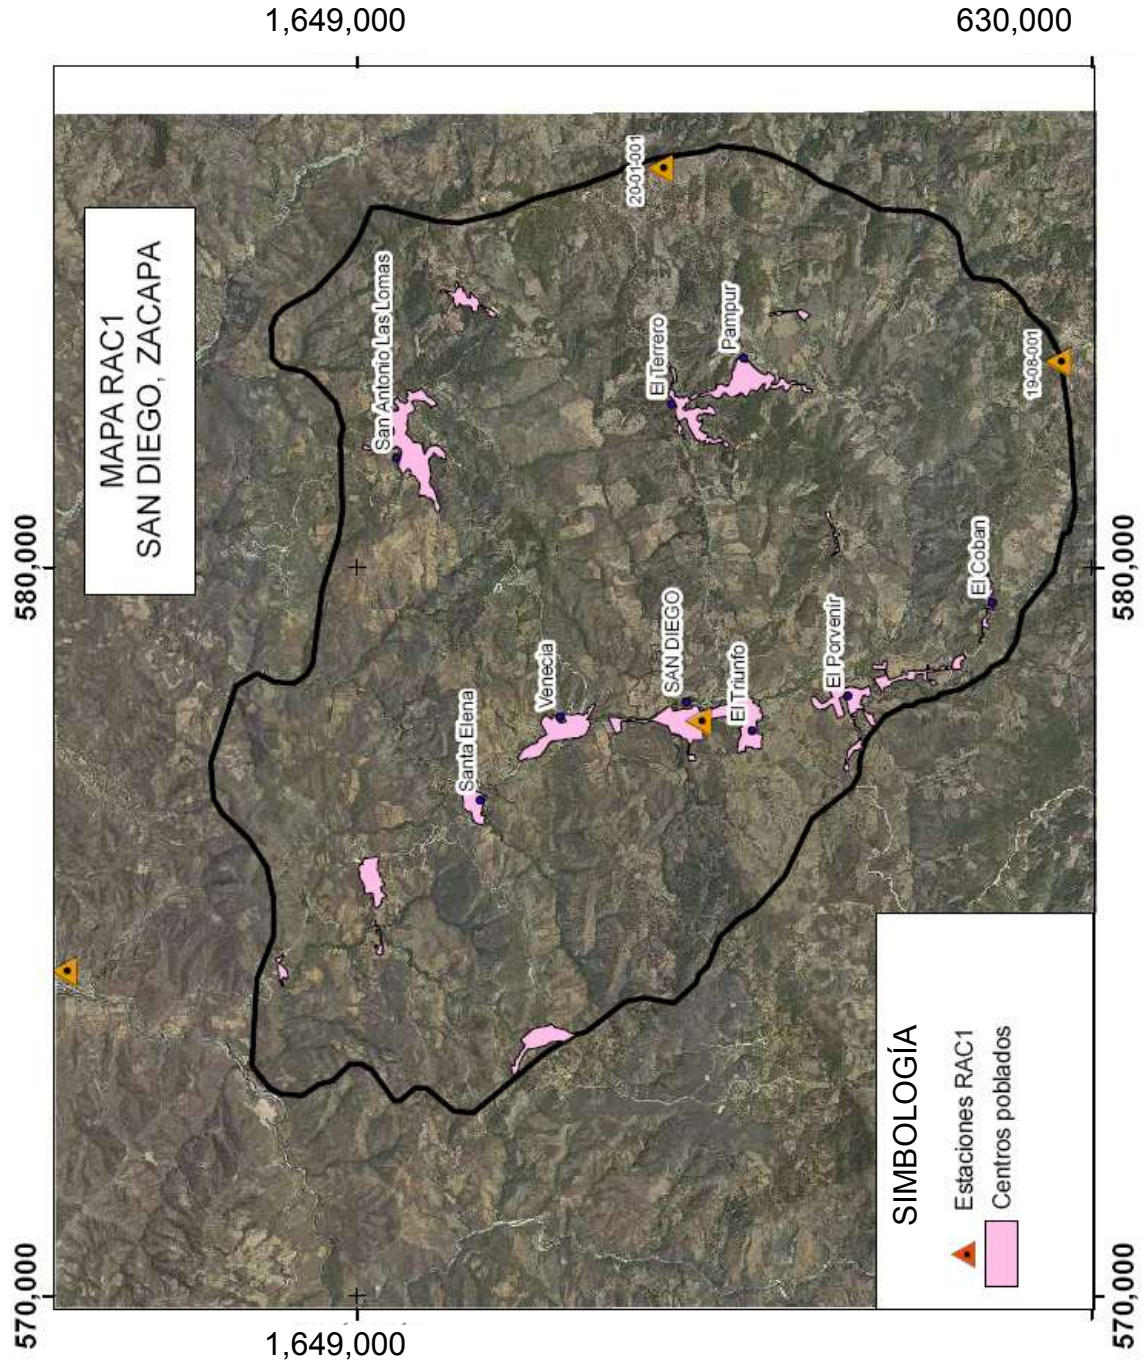 1,649,000
630,000
MAPA RAC1
SAN DIEGO, ZACAPA
20-01-001
San Antonio Las Lomas
El Terrero
Pampur
19-08-001
580,000
580,000
El Coban
SAN DIEGO
El Porvenir
Venecia
El Triunfo
Santa Elena
SIMBOLOGÍA
Estaciones RAC1
Centros poblados
570,000
570,000
1,649,000